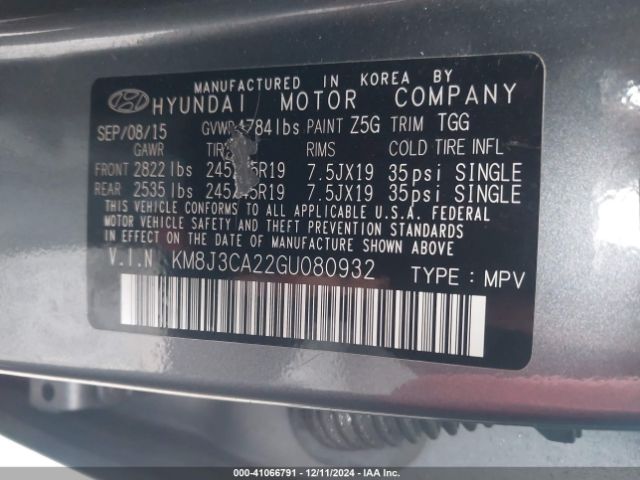 MANUFACTURED IN KOREA BY
HYUNDAI MOTOR COMPANY
SEP/08/15 4784lbs PAINT Z5G TRIM TGG
GAWR RIMS COLD TIRE INFL
FRONT 2822 lbs 7.5JX19 35psi SINGLE
REAR 2535 lbs 7.5JX19 35psi SINGLE
THIS VEHICLE CONFORMS TO ALL APPLICABLE U.S.A. FEDERAL
MOTOR VEHICLE SAFETY AND THEFT PREVENTION STANDARDS
IN EFFECT ON THE DATE OF MANUFACTURE SHOWN ABOVE.
V.I.N KM8J3CA22GU080932 TYPE : MPV
© COPART -41066791 - 12/11/2024 - IAA Inc.